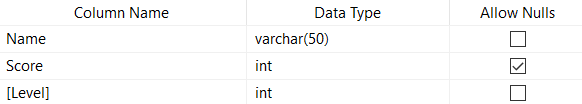 Column Name Data Type Allow Nulls
Name varchar(50)
Score int
[Level] int